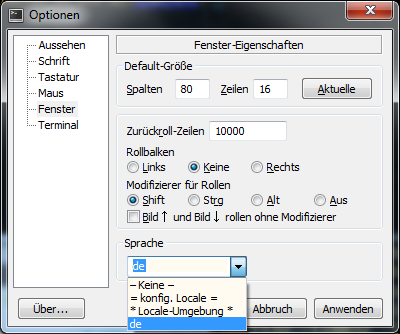 Optionen
Aussehen
Schrift
Tastatur
Maus
Fenster
Terminal
Fenster-Eigenschaften
Default-Größe
Spalten 80 Zeilen 16 Aktuelle
Zurückroll-Zeilen 10000
Rollbalken
Links Keine Rechts
Modifizierer für Rollen
Shift Strg Alt Aus
Bild↑ und Bild↓ rollen ohne Modifizierer
Sprache
de
– Keine –
= konfig. Locale =
* Locale-Umgebung *
de
Über... Abbruch Anwenden